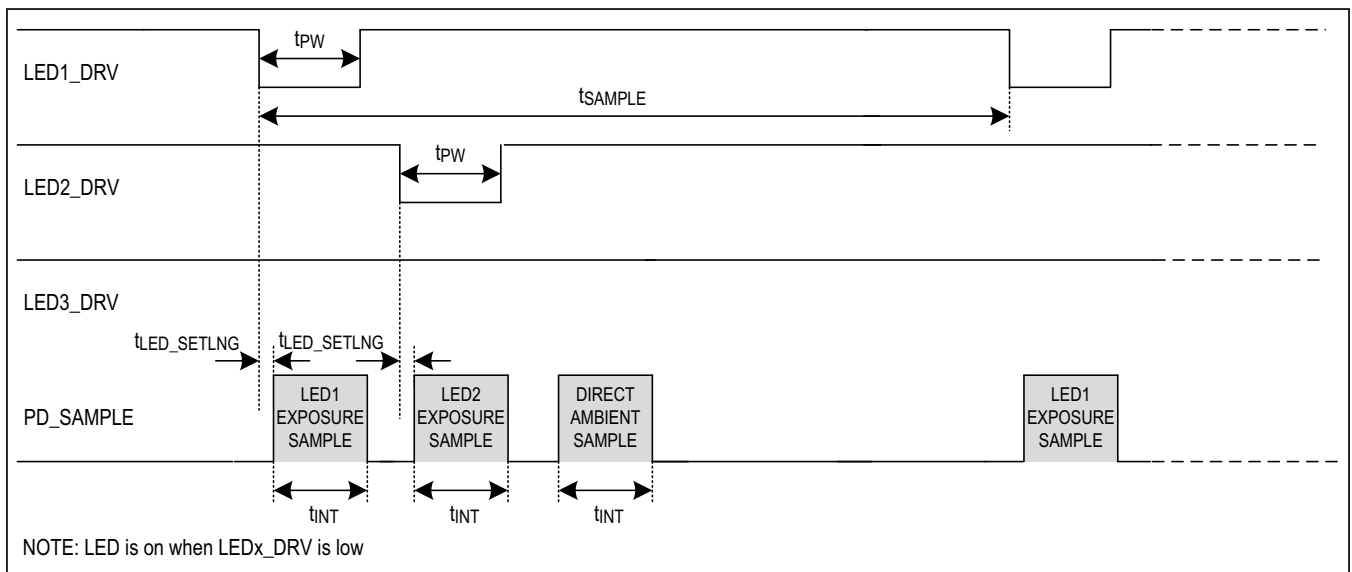 tPW
LED1_DRV
tSAMPLE
tPW
LED2_DRV
LED3_DRV
tLED_SETLNG tLED_SETLNG
PD_SAMPLE
LED1
EXPOSURE
SAMPLE
LED2
EXPOSURE
SAMPLE
DIRECT
AMBIENT
SAMPLE
LED1
EXPOSURE
SAMPLE
tINT tINT tINT
NOTE: LED is on when LEDx_DRV is low